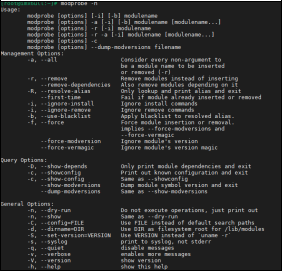 modprobe -h
Usage:
modprobe [options] [-i] [-b] modulename
modprobe [options] -a [-i] [-b] modulename [modulename...]
modprobe [options] -r [-i] modulename
modprobe [options] -r -a [-i] modulename [modulename...]
modprobe [options] -c
modprobe [options] --dump-modversions filename
Management Options:
-a, --all Consider every non-argument to
be a module name to be inserted
or removed (-r)
-r, --remove Remove modules instead of inserting
--remove-dependencies Also remove modules depending on it
-R, --resolve-alias Only lookup and print alias and exit
--first-time Fail if module already inserted or removed
-i, --ignore-install Ignore install commands
-i, --ignore-remove Ignore remove commands
-b, --use-blacklist Apply blacklist to resolved alias.
-f, --force Force module insertion or removal.
implies --force-modversions and
--force-vermagic
--force-modversion Ignore module's version
--force-vermagic Ignore module's version magic
Query Options:
-D, --show-depends Only print module dependencies and exit
-c, --showconfig Print out known configuration and exit
-c, --show-config Same as --showconfig
--show-modversions Dump module symbol version and exit
--dump-modversions Same as --show-modversions
General Options:
-n, --dry-run Do not execute operations, just print out
-n, --show Same as --dry-run
-C, --config=FILE Use FILE instead of default search paths
-d, --dirname=DIR Use DIR as filesystem root for /lib/modules
-S, --set-version=VERSION Use VERSION instead of `uname -r`
-s, --syslog print to syslog, not stderr
-q, --quiet disable messages
-v, --verbose enables more messages
-V, --version show version
-h, --help show this help